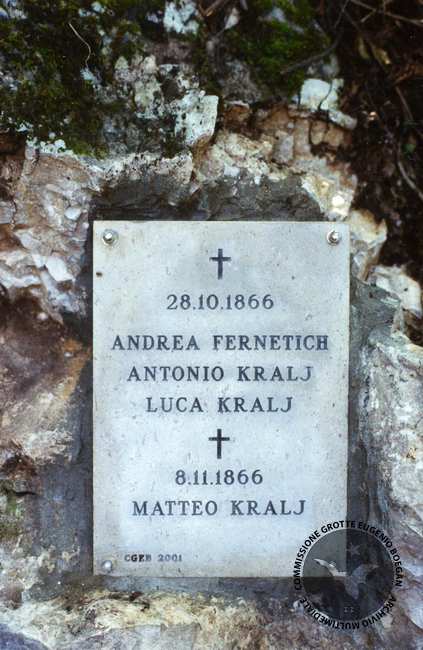 28.10.1866
ANDREA FERNETICH
ANTONIO KRALJ
LUCA KRALJ
8.11.1866
MATTEO KRALJ
CGEB 2001
COMMISSIONE GROTTE EUGENIO BOEGAN
ARCHIVIO MULTIMEDIALE